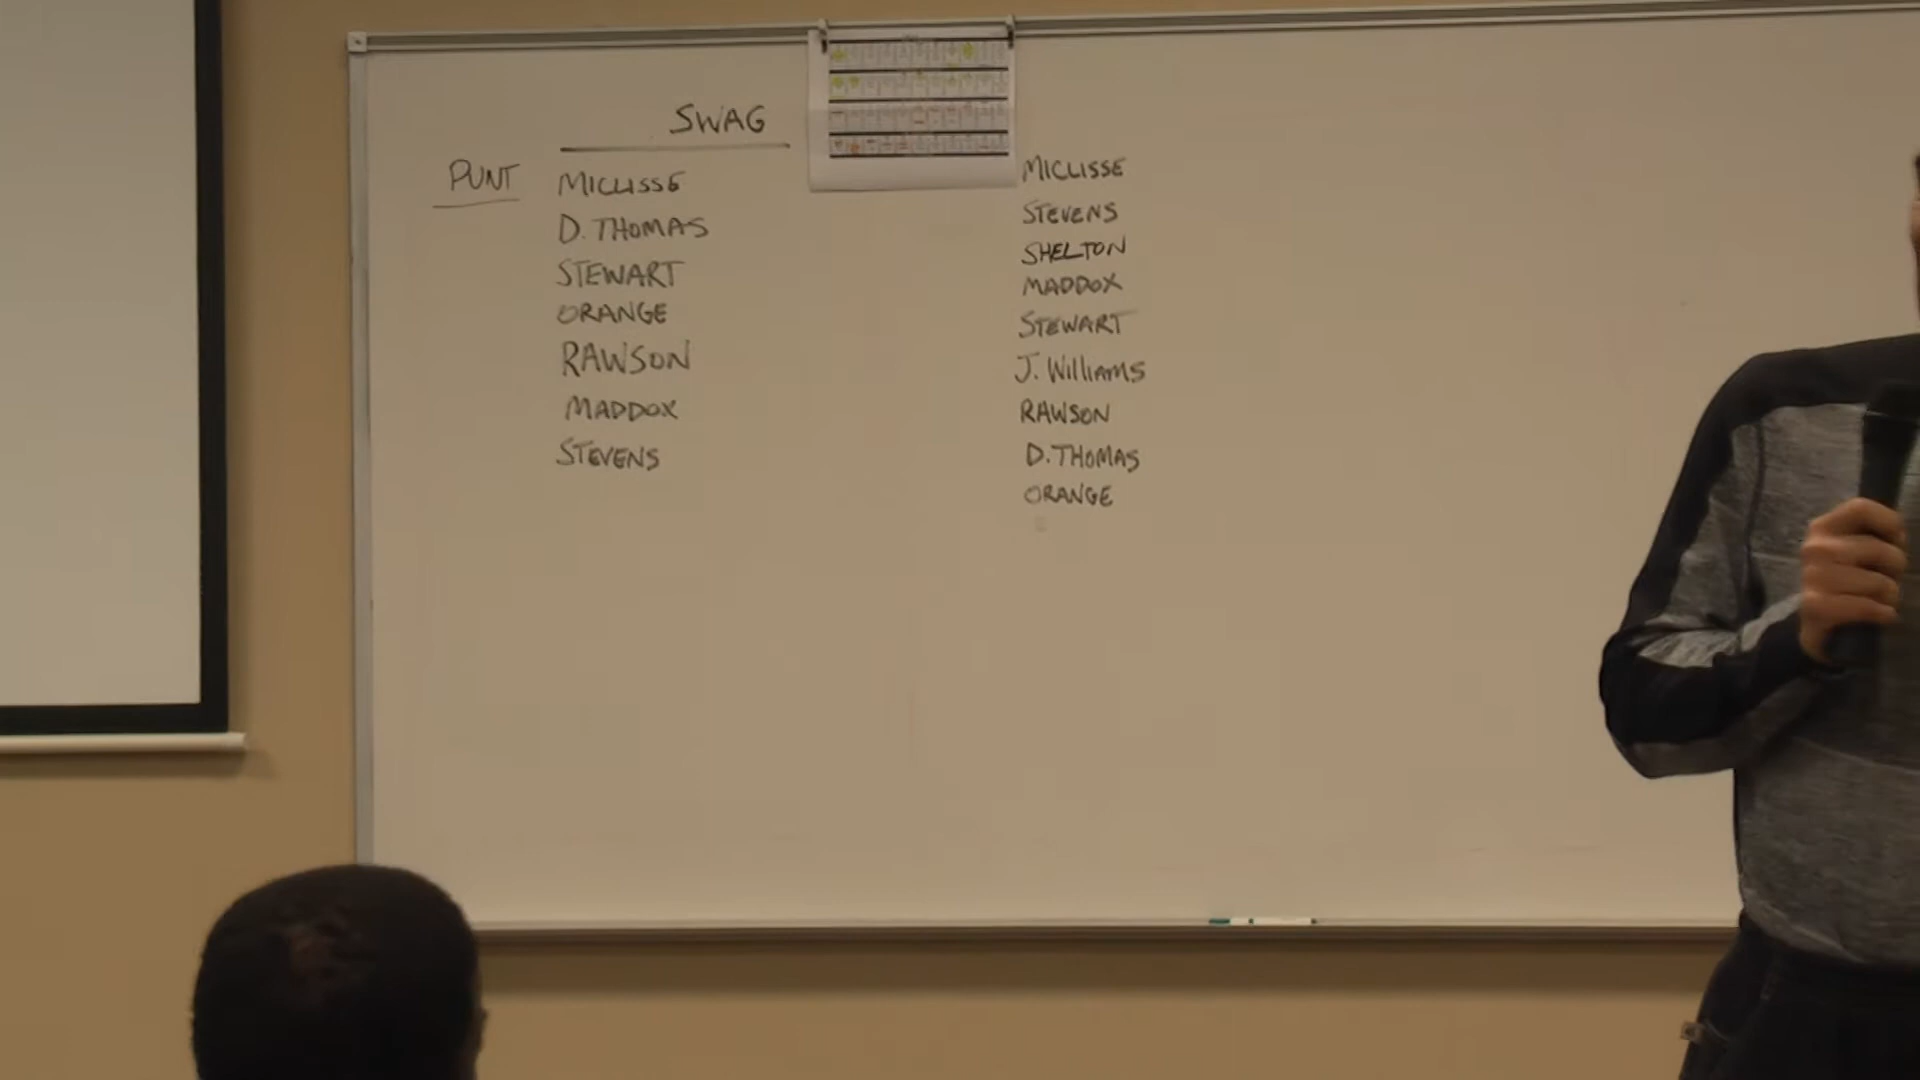 SWAG
PUNT
MICLISSE
D. THOMAS
STEWART
ORANGE
RAWSON
MADDOX
STEVENS
MICLISSE
STEVENS
SHELTON
MADDOX
STEWART
J. Williams
RAWSON
D. THOMAS
ORANGE